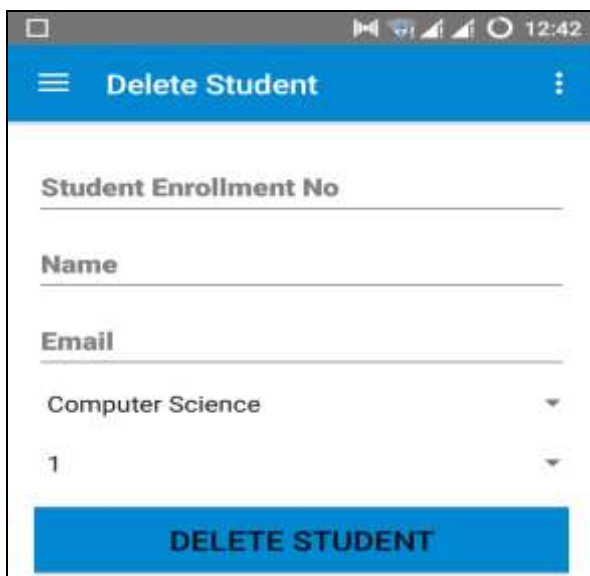 12:42
Delete Student
Student Enrollment No
Name
Email
Computer Science
1
DELETE STUDENT